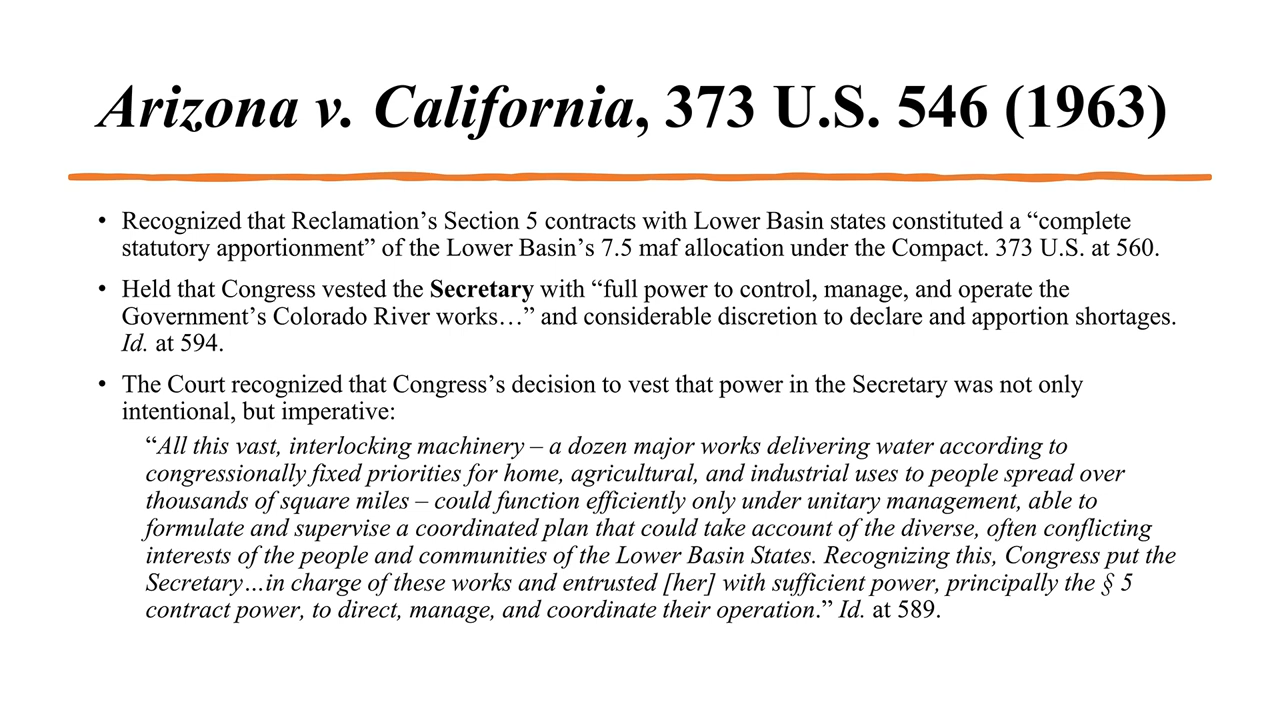 Arizona v. California, 373 U.S. 546 (1963)
• Recognized that Reclamation’s Section 5 contracts with Lower Basin states constituted a “complete
statutory apportionment” of the Lower Basin’s 7.5 maf allocation under the Compact. 373 U.S. at 560.
• Held that Congress vested the Secretary with “full power to control, manage, and operate the
Government’s Colorado River works…” and considerable discretion to declare and apportion shortages.
Id. at 594.
• The Court recognized that Congress’s decision to vest that power in the Secretary was not only
intentional, but imperative:
“All this vast, interlocking machinery – a dozen major works delivering water according to
congressionally fixed priorities for home, agricultural, and industrial uses to people spread over
thousands of square miles – could function efficiently only under unitary management, able to
formulate and supervise a coordinated plan that could take account of the diverse, often conflicting
interests of the people and communities of the Lower Basin States. Recognizing this, Congress put the
Secretary…in charge of these works and entrusted [her] with sufficient power, principally the § 5
contract power, to direct, manage, and coordinate their operation.” Id. at 589.